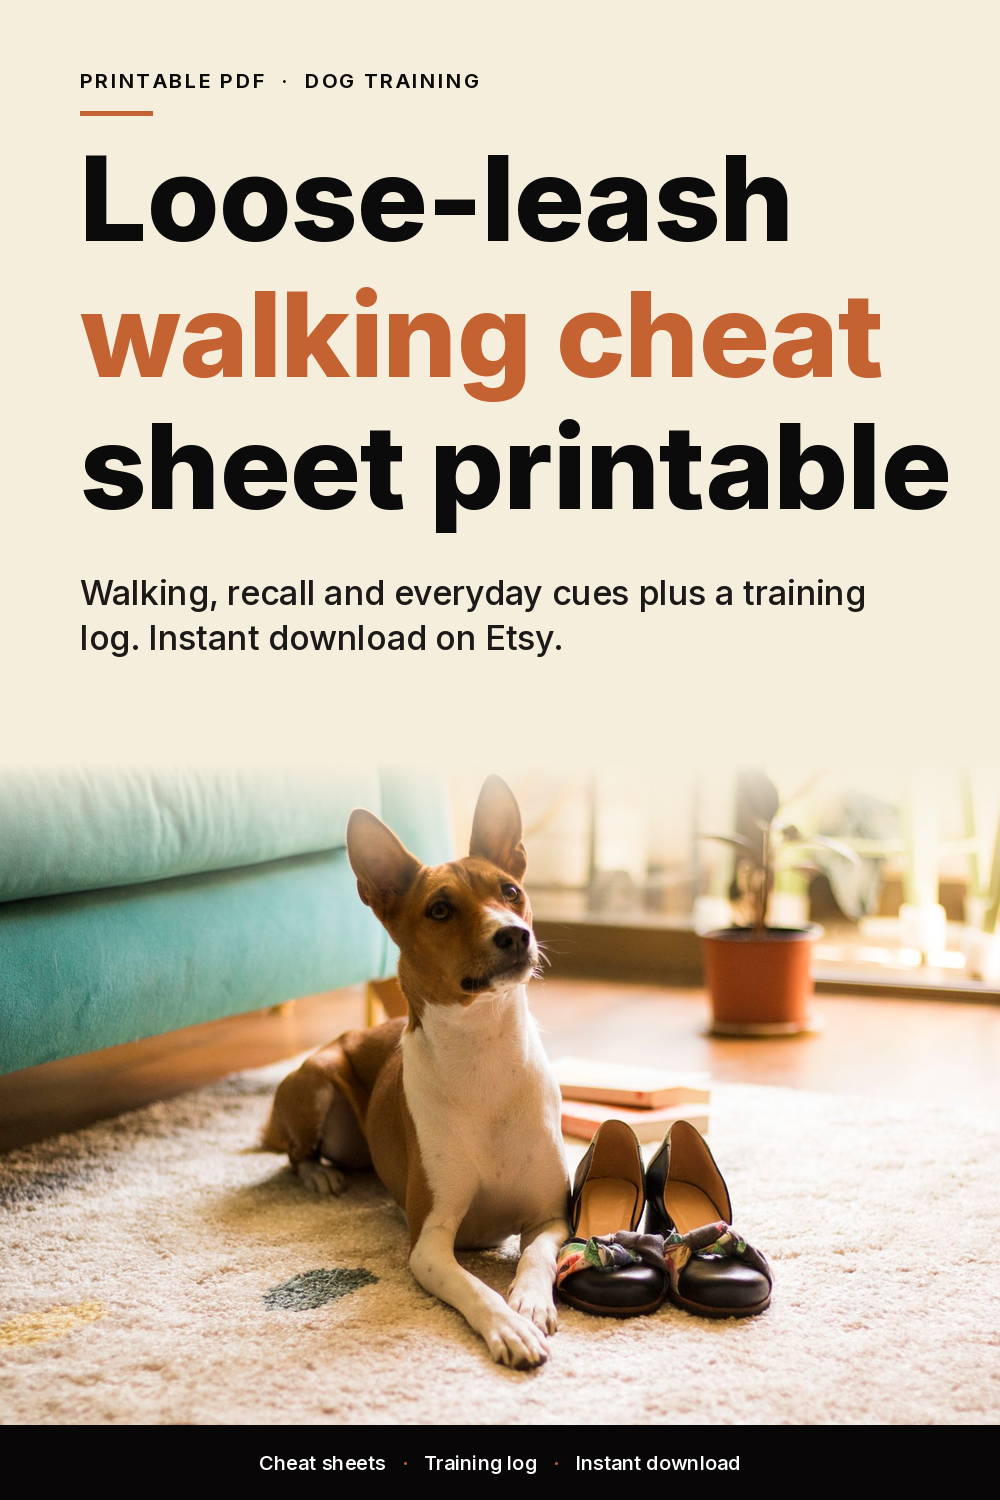 PRINTABLE PDF · DOG TRAINING
Loose-leash
walking cheat
sheet printable
Walking, recall and everyday cues plus a training
log. Instant download on Etsy.
Cheat sheets · Training log · Instant download